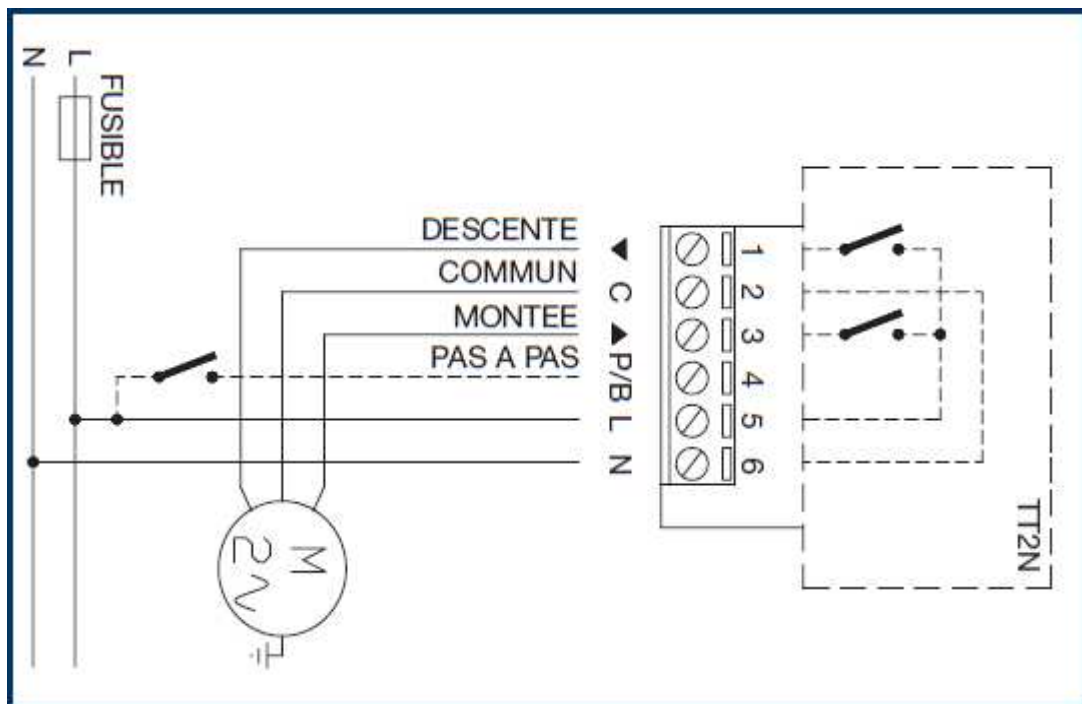 N
L
FUSIBLE
DESCENTE ▼ 1
COMMUN C 2
MONTEE ▲ 3
PAS A PAS P/B 4
L 5
N 6
TT2N
M
2∿